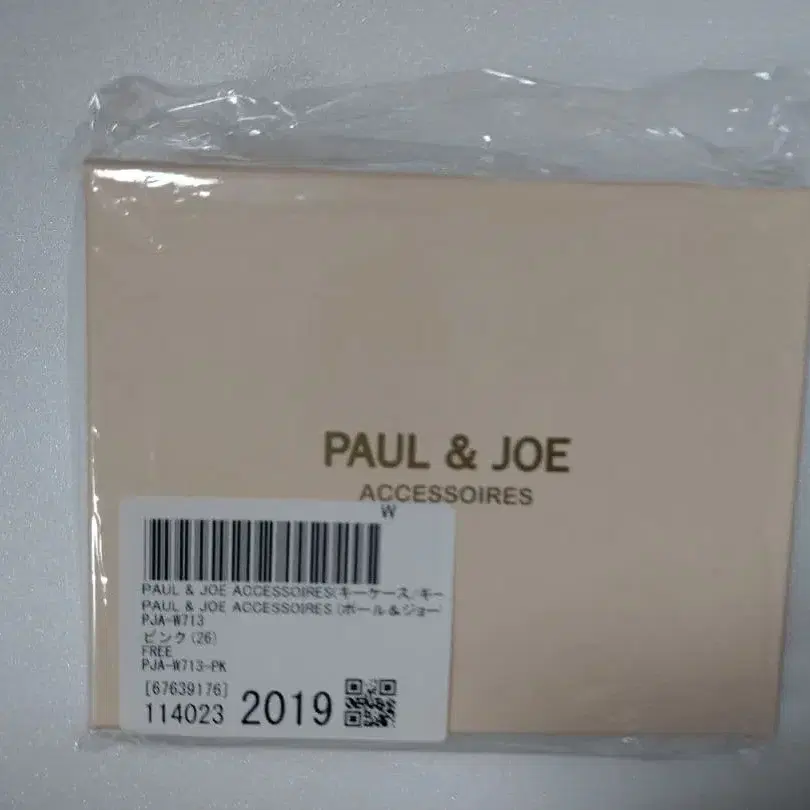 PAUL & JOE
ACCESSOIRES
W
PAUL & JOE ACCESSOIRES(キーケース/キー
PAUL & JOE ACCESSOIRES (ポール&ジョー)
PJA-W713
ピンク(26)
FREE
PJA-W713-PK
[67639176]
114023 2019